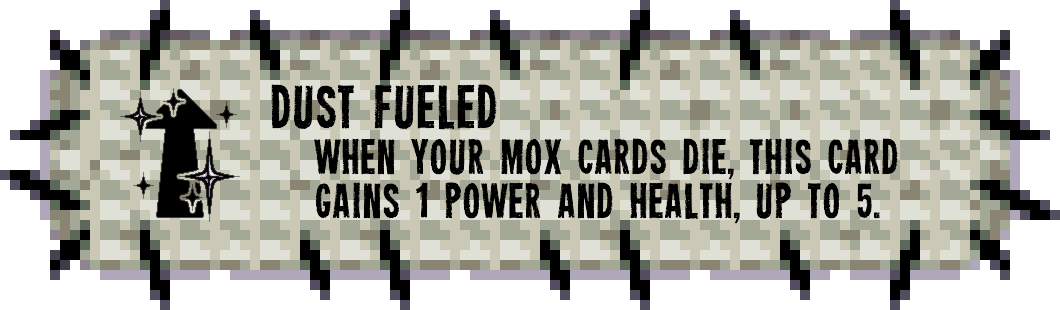 DUST FUELED
WHEN YOUR MOX CARDS DIE, THIS CARD
GAINS 1 POWER AND HEALTH, UP TO 5.